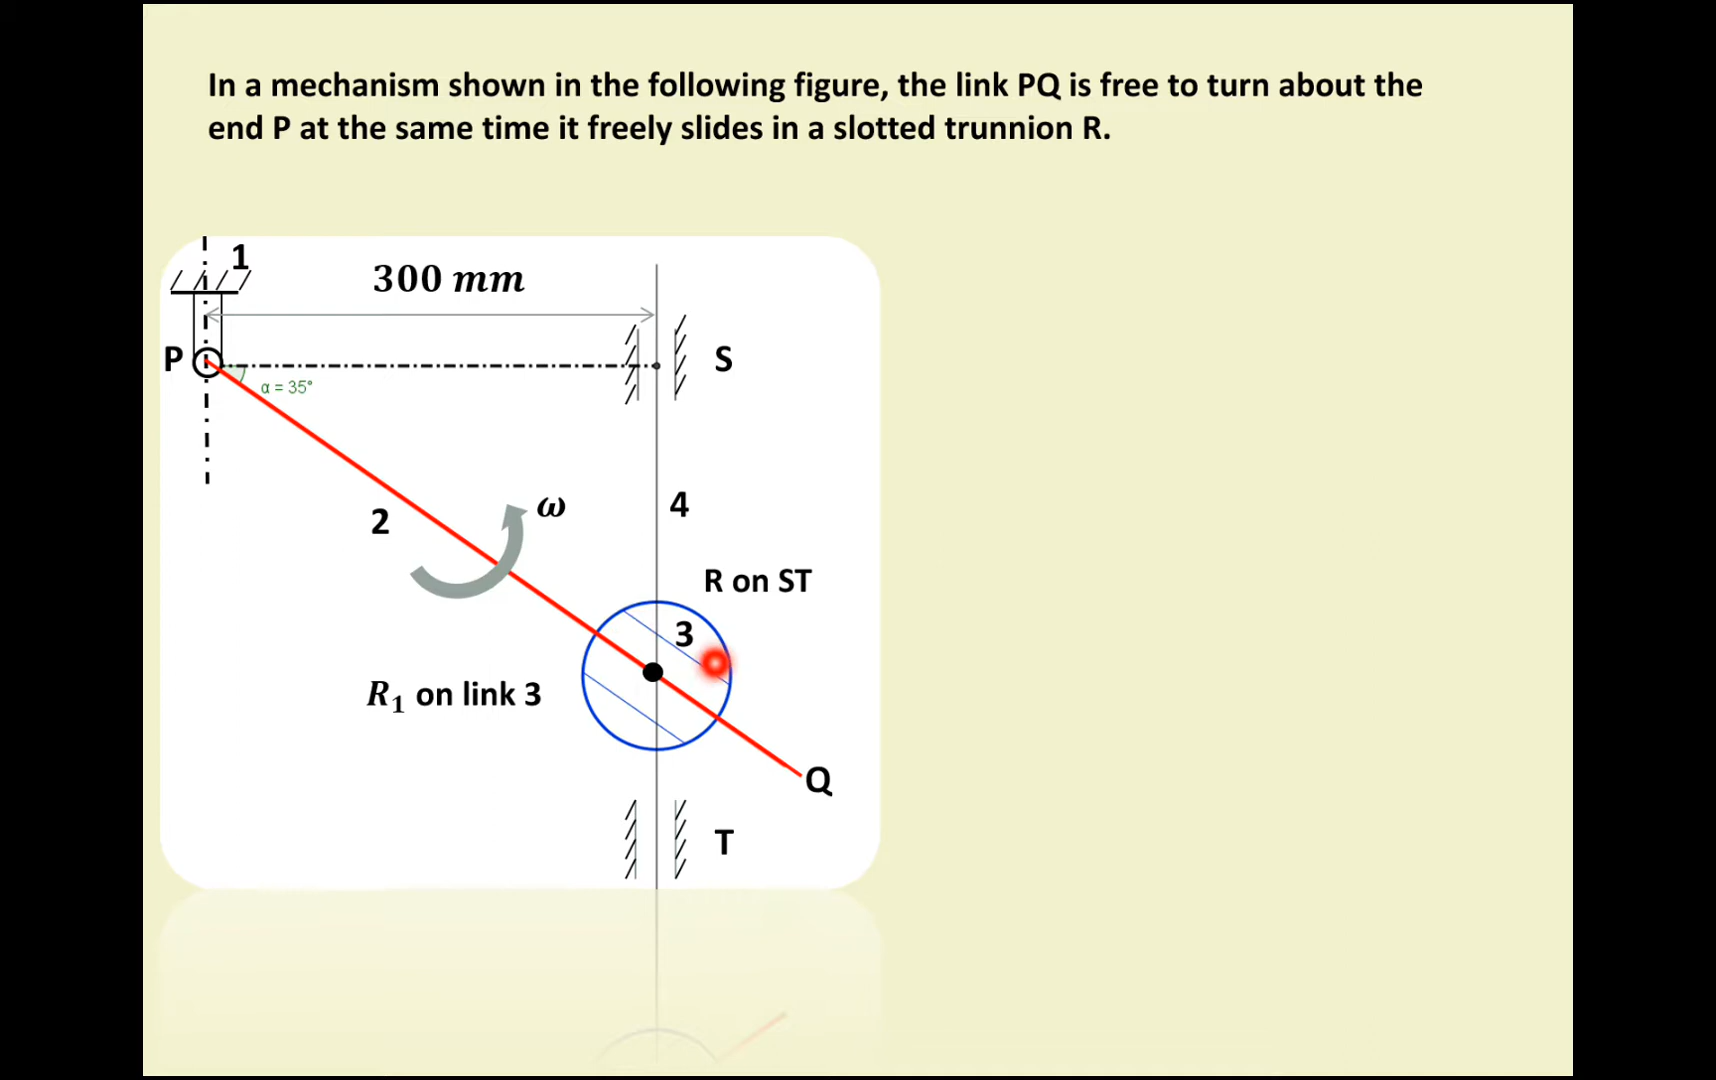 In a mechanism shown in the following figure, the link PQ is free to turn about the
end P at the same time it freely slides in a slotted trunnion R.
1
300 mm
P
S
α = 35°
2
ω
4
R on ST
3
R₁ on link 3
Q
T